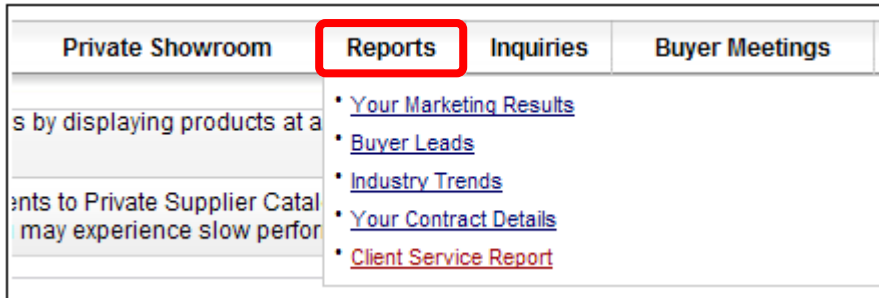 Private Showroom Reports Inquiries Buyer Meetings
• Your Marketing Results
s by displaying products at a
• Buyer Leads
• Industry Trends
ents to Private Supplier Catal
• Your Contract Details
may experience slow perfor
• Client Service Report